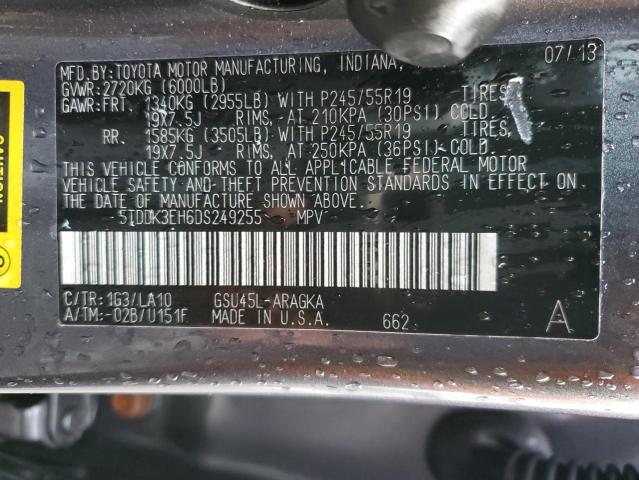 MFD.BY:TOYOTA MOTOR MANUFACTURING, INDIANA, 07/13
GVWR:2720KG (6000LB)
GAWR:FRT. 1340KG (2955LB) WITH P245/55R19 TIRES,
19X7.5J RIMS, AT 210KPA (30PSI) COLD
RR. 1585KG (3505LB) WITH P245/55R19 TIRES,
19X7.5J RIMS, AT 250KPA (36PSI) COLD
THIS VEHICLE CONFORMS TO ALL APPLICABLE FEDERAL MOTOR
VEHICLE SAFETY AND THEFT PREVENTION STANDARDS IN EFFECT ON
THE DATE OF MANUFACTURE SHOWN ABOVE.
5TDDK3EH6DS249255 MPV
C/TR:1G3/LA10 GSU45L-ARAGKA
A/TM:-02B/U151F MADE IN U.S.A. 662 A
CAUTION